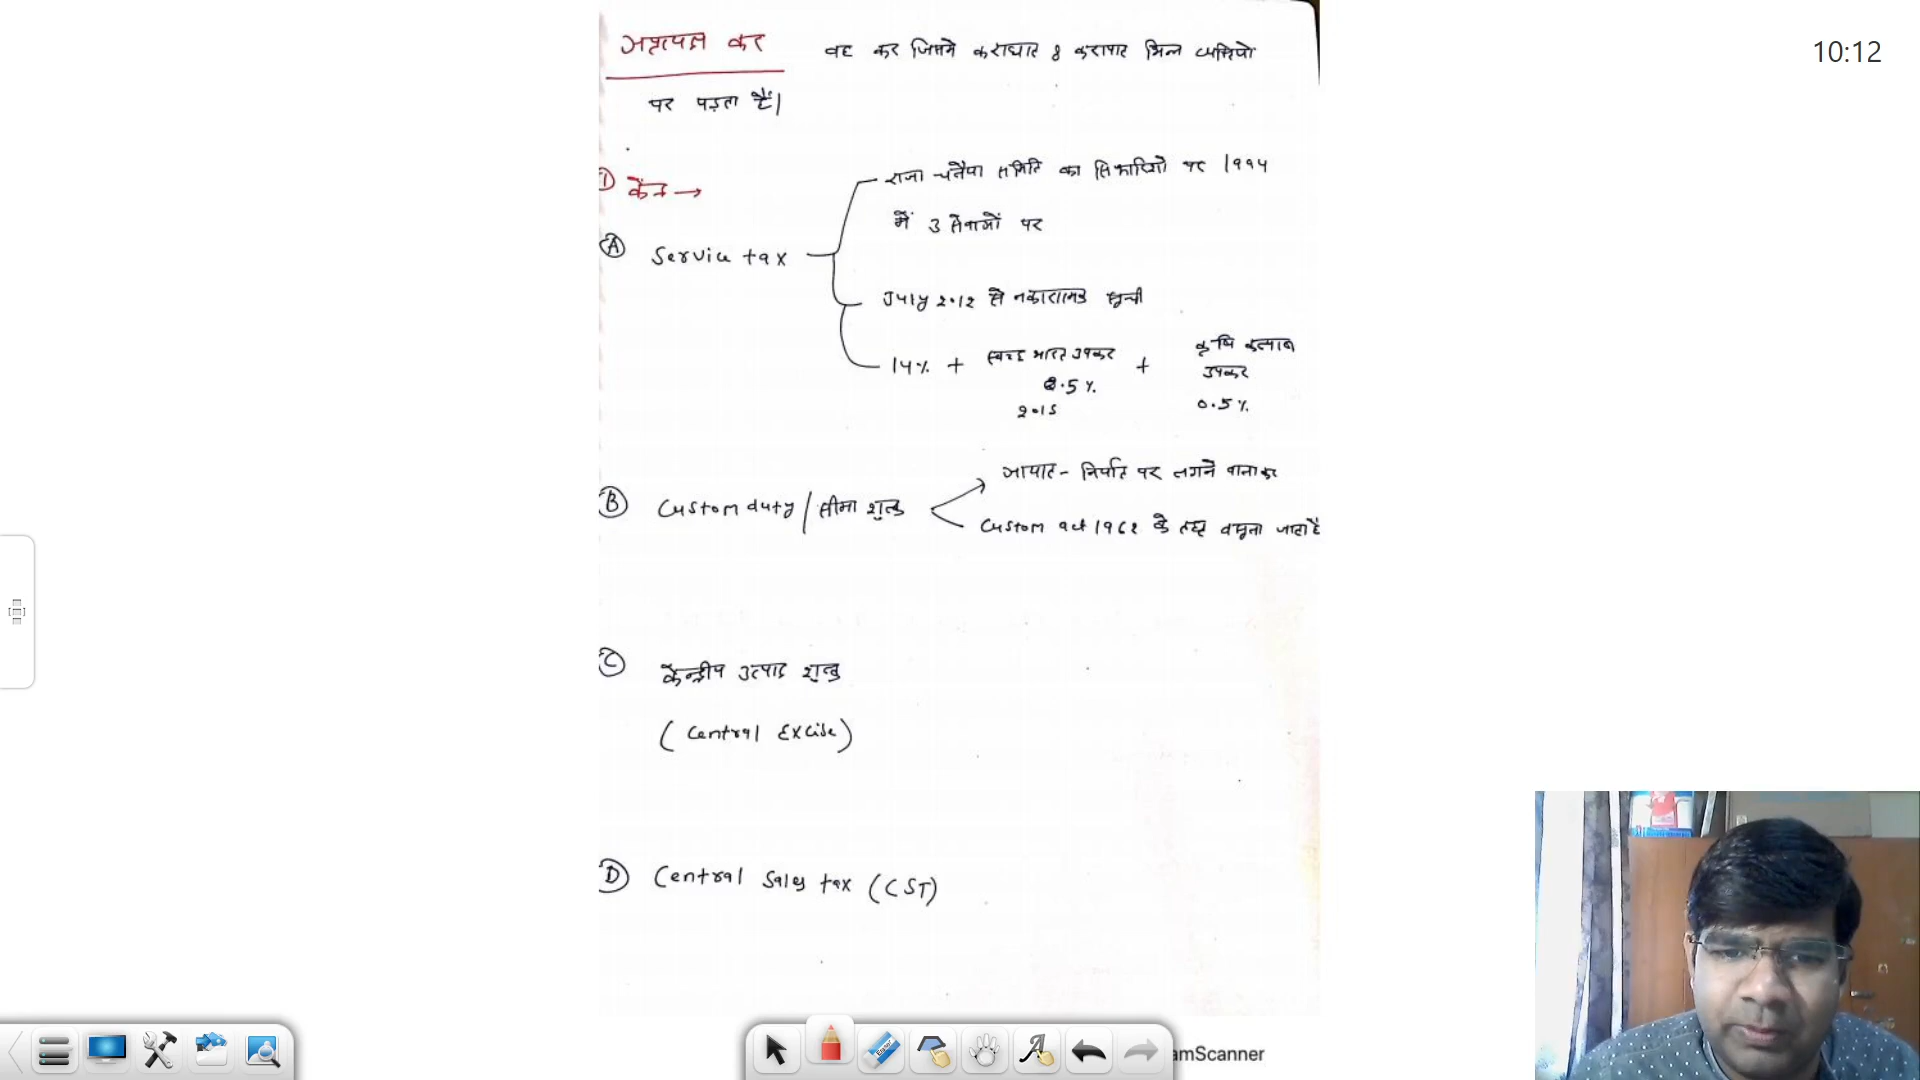 अप्रत्यक्ष कर वह कर जिसमे कराघात & करापात भिन्न व्यक्तियो
पर पड़ता है|
10:12
① केंन्द्र →
राजा चलैया समिति का सिफारिशो पर 1994
में 3 सेवाओं पर
Ⓐ Service tax
July 2012 से नकारात्मक सूची
14% + स्वच्छ भारत उपकर + कृषि कल्याण
उपकर
0.5%
2015
0.5%
आयात - निर्यात पर लगने वाला कर
Ⓑ Custom duty / सीमा शुल्क
Custom act 1962 के तहत वसूला जाता है
Ⓒ केन्द्रीय उत्पाद शुल्क
(Central Excise)
Ⓓ Central Sales tax (CST)
amScanner